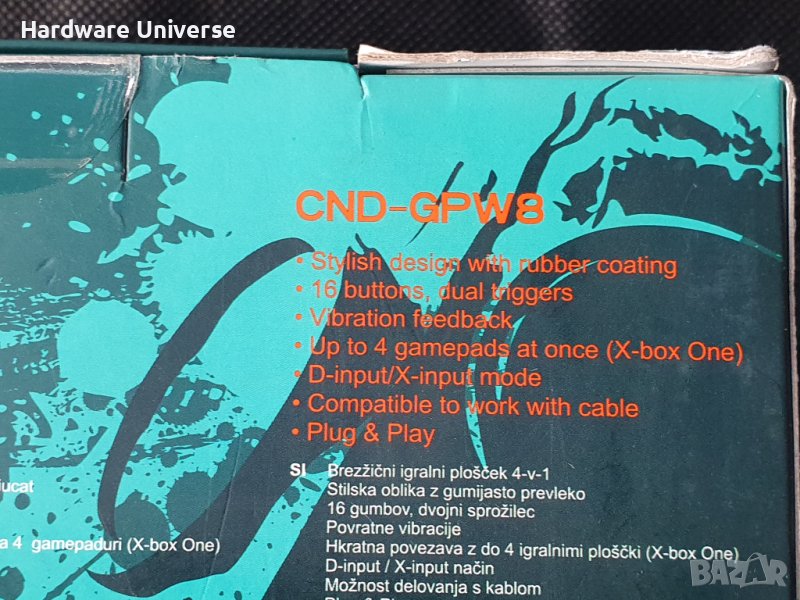 Hardware Universe
CND-GPW8
• Stylish design with rubber coating
• 16 buttons, dual triggers
• Vibration feedback
• Up to 4 gamepads at once (X-box One)
• D-input/X-input mode
• Compatible to work with cable
• Plug & Play
SI Brezžični igralni plošček 4-v-1
Stilska oblika z gumijasto prevleko
16 gumbov, dvojni sprožilec
Povratne vibracije
Hkratna povezava z do 4 igralnimi ploščki (X-box One)
D-input / X-input način
Možnost delovanja s kablom
ucat
a 4 gamepaduri (X-box One)
BAZAR